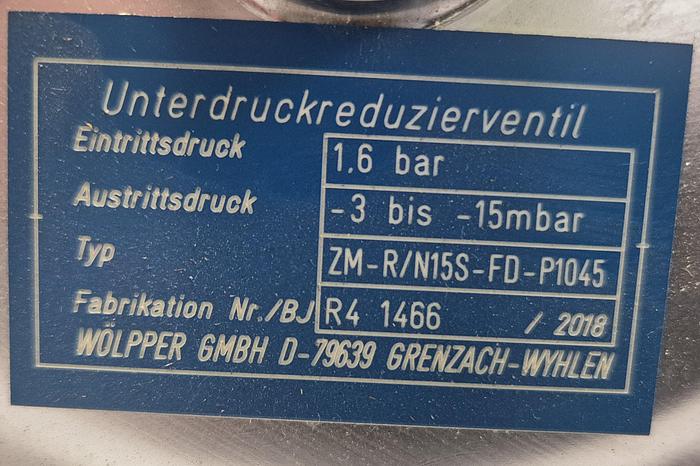 Unterdruckreduzierventil
Eintrittsdruck 1.6 bar
Austrittsdruck -3 bis -15mbar
Typ ZM-R/N15S-FD-P1045
Fabrikation Nr./BJ R4 1466 / 2018
WÖLPPER GMBH D-79639 GRENZACH-WYHLEN